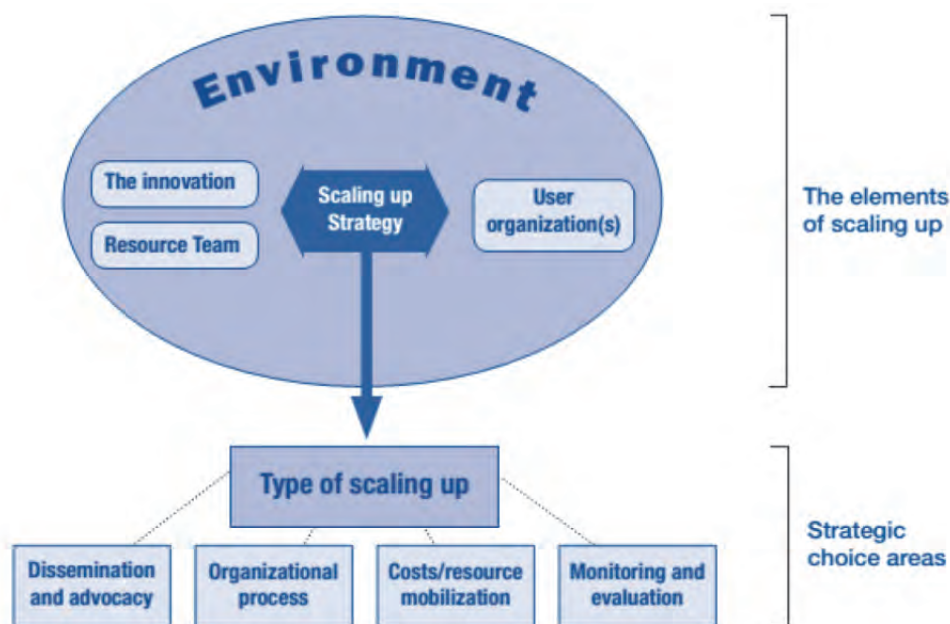 Environment
The innovation
Resource Team
Scaling up
Strategy
User
organization(s)
The elements
of scaling up
Type of scaling up
Strategic
choice areas
Dissemination
and advocacy
Organizational
process
Costs/resource
mobilization
Monitoring and
evaluation